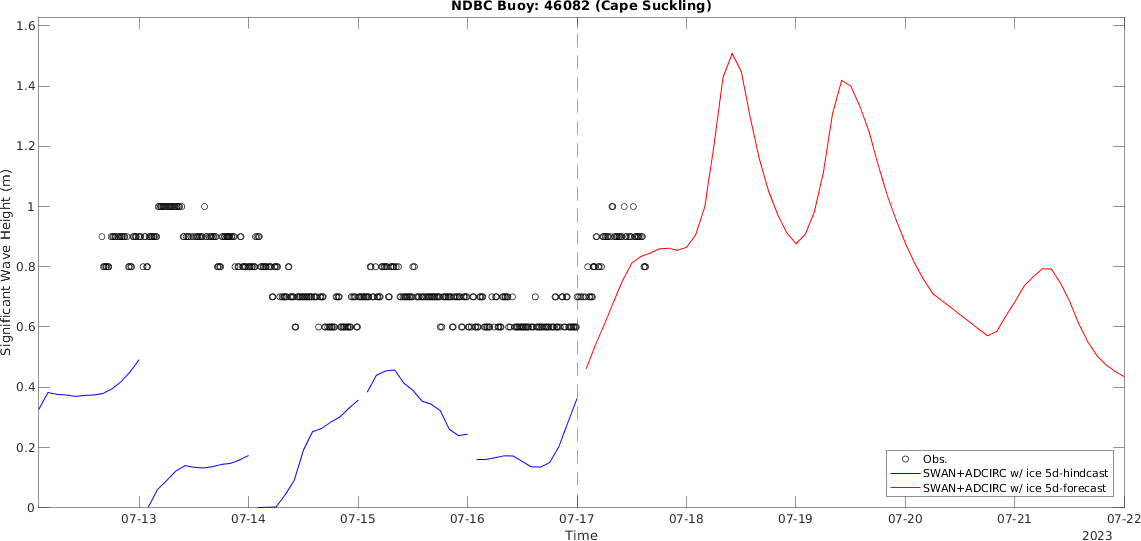 NDBC Buoy: 46082 (Cape Suckling)
Significant Wave Height (m)
1.6
1.4
1.2
1
0.8
0.6
0.4
0.2
0
Obs.
SWAN+ADCIRC w/ ice 5d-hindcast
SWAN+ADCIRC w/ ice 5d-forecast
07-13 07-14 07-15 07-16 07-17 07-18 07-19 07-20 07-21 07-22
Time
2023